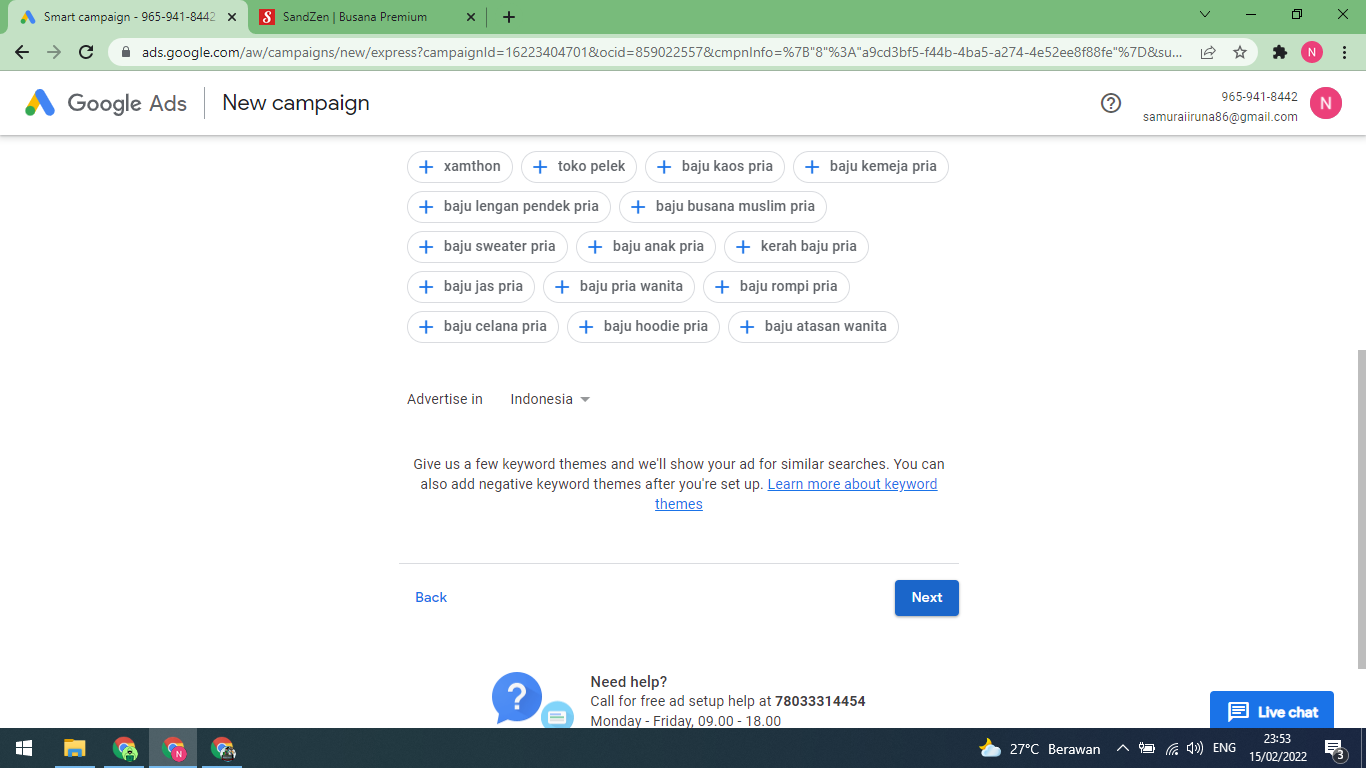 Smart campaign - 965-941-8442
S SandZen | Busana Premium
ads.google.com/aw/campaigns/new/express?campaignId=16223404701&ocid=859022557&cmpnInfo=%7B"8"%3A"a9cd3bf5-f44b-4ba5-a274-4e52ee8f88fe"%7D&su...
N
Google Ads
New campaign
965-941-8442
samuraiiruna86@gmail.com
N
xamthon
toko pelek
baju kaos pria
baju kemeja pria
baju lengan pendek pria
baju busana muslim pria
baju sweater pria
baju anak pria
kerah baju pria
baju jas pria
baju pria wanita
baju rompi pria
baju celana pria
baju hoodie pria
baju atasan wanita
Advertise in Indonesia
Give us a few keyword themes and we'll show your ad for similar searches. You can
also add negative keyword themes after you're set up. Learn more about keyword
themes
Back
Next
Need help?
Call for free ad setup help at 78033314454
Monday - Friday, 09.00 - 18.00
Live chat
N
27°C Berawan
ENG
23:53
15/02/2022
3